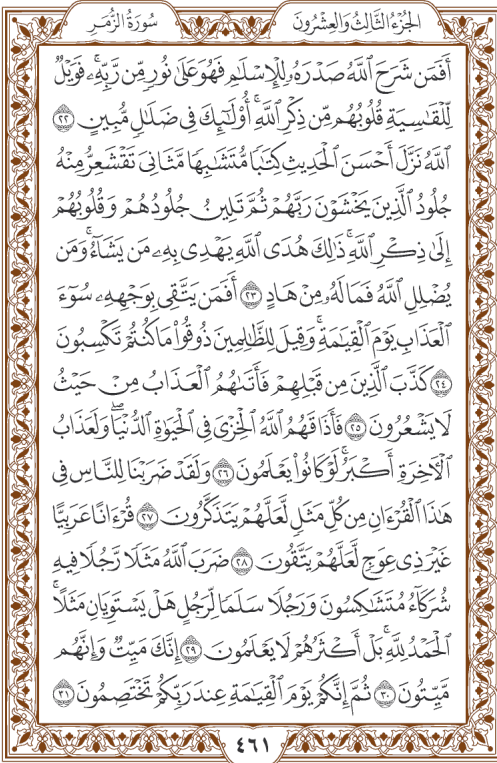 الجزء الثالث والعشرون سورة الزمر
أَفَمَن شَرَحَ ٱللَّهُ صَدْرَهُۥ لِلْإِسْلَٰمِ فَهُوَ عَلَىٰ نُورٍ مِّن رَّبِّهِۦ ۚ فَوَيْلٌ
لِّلْقَٰسِيَةِ قُلُوبُهُم مِّن ذِكْرِ ٱللَّهِ ۚ أُو۟لَٰٓئِكَ فِى ضَلَٰلٍ مُّبِينٍ ٢٢
ٱللَّهُ نَزَّلَ أَحْسَنَ ٱلْحَدِيثِ كِتَٰبًا مُّتَشَٰبِهًا مَّثَانِىَ تَقْشَعِرُّ مِنْهُ
جُلُودُ ٱلَّذِينَ يَخْشَوْنَ رَبَّهُمْ ثُمَّ تَلِينُ جُلُودُهُمْ وَقُلُوبُهُمْ
إِلَىٰ ذِكْرِ ٱللَّهِ ۚ ذَٰلِكَ هُدَى ٱللَّهِ يَهْدِى بِهِۦ مَن يَشَآءُ ۚ وَمَن
يُضْلِلِ ٱللَّهُ فَمَا لَهُۥ مِنْ هَادٍ ٢٣ أَفَمَن يَتَّقِى بِوَجْهِهِۦ سُوٓءَ
ٱلْعَذَابِ يَوْمَ ٱلْقِيَٰمَةِ ۚ وَقِيلَ لِلظَّٰلِمِينَ ذُوقُوا۟ مَا كُنتُمْ تَكْسِبُونَ
٢٤ كَذَّبَ ٱلَّذِينَ مِن قَبْلِهِمْ فَأَتَىٰهُمُ ٱلْعَذَابُ مِنْ حَيْثُ
لَا يَشْعُرُونَ ٢٥ فَأَذَاقَهُمُ ٱللَّهُ ٱلْخِزْىَ فِى ٱلْحَيَوٰةِ ٱلدُّنْيَا ۖ وَلَعَذَابُ
ٱلْءَاخِرَةِ أَكْبَرُ ۚ لَوْ كَانُوا۟ يَعْلَمُونَ ٢٦ وَلَقَدْ ضَرَبْنَا لِلنَّاسِ فِى
هَٰذَا ٱلْقُرْءَانِ مِن كُلِّ مَثَلٍ لَّعَلَّهُمْ يَتَذَكَّرُونَ ٢٧ قُرْءَانًا عَرَبِيًّا
غَيْرَ ذِى عِوَجٍ لَّعَلَّهُمْ يَتَّقُونَ ٢٨ ضَرَبَ ٱللَّهُ مَثَلًا رَّجُلًا فِيهِ
شُرَكَآءُ مُتَشَٰكِسُونَ وَرَجُلًا سَلَمًا لِّرَجُلٍ هَلْ يَسْتَوِيَانِ مَثَلًا ۚ
ٱلْحَمْدُ لِلَّهِ ۚ بَلْ أَكْثَرُهُمْ لَا يَعْلَمُونَ ٢٩ إِنَّكَ مَيِّتٌ وَإِنَّهُم
مَّيِّتُونَ ٣٠ ثُمَّ إِنَّكُمْ يَوْمَ ٱلْقِيَٰمَةِ عِندَ رَبِّكُمْ تَخْتَصِمُونَ ٣١
٤٦١